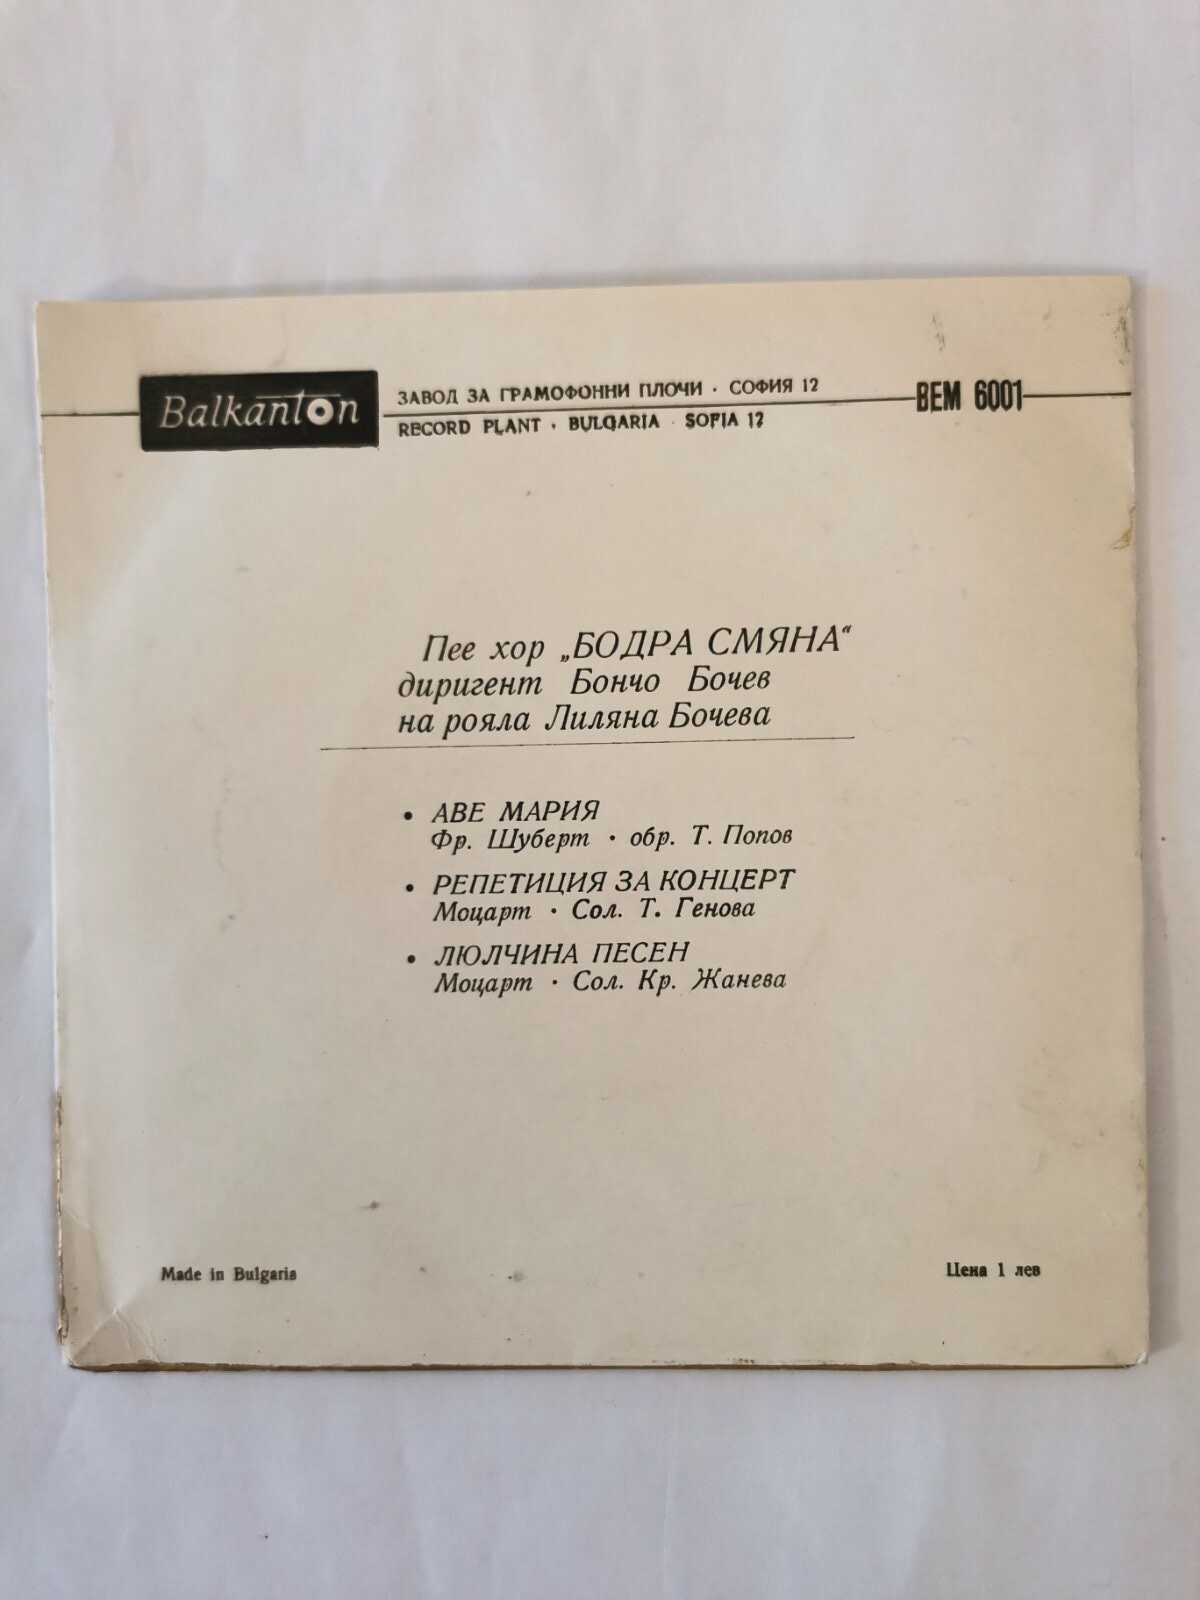 Balkanton
ЗАВОД ЗА ГРАМОФОННИ ПЛОЧИ · СОФИЯ 12
RECORD PLANT · BULGARIA · SOFIA 12
ВЕМ 6001
Пее хор „БОДРА СМЯНА“
диригент Бончо Бочев
на рояла Лиляна Бочева
• АВЕ МАРИЯ
Фр. Шуберт · обр. Т. Попов
• РЕПЕТИЦИЯ ЗА КОНЦЕРТ
Моцарт · Сол. Т. Генова
• ЛЮЛЧИНА ПЕСЕН
Моцарт · Сол. Кр. Жанева
Made in Bulgaria
Цена 1 лев